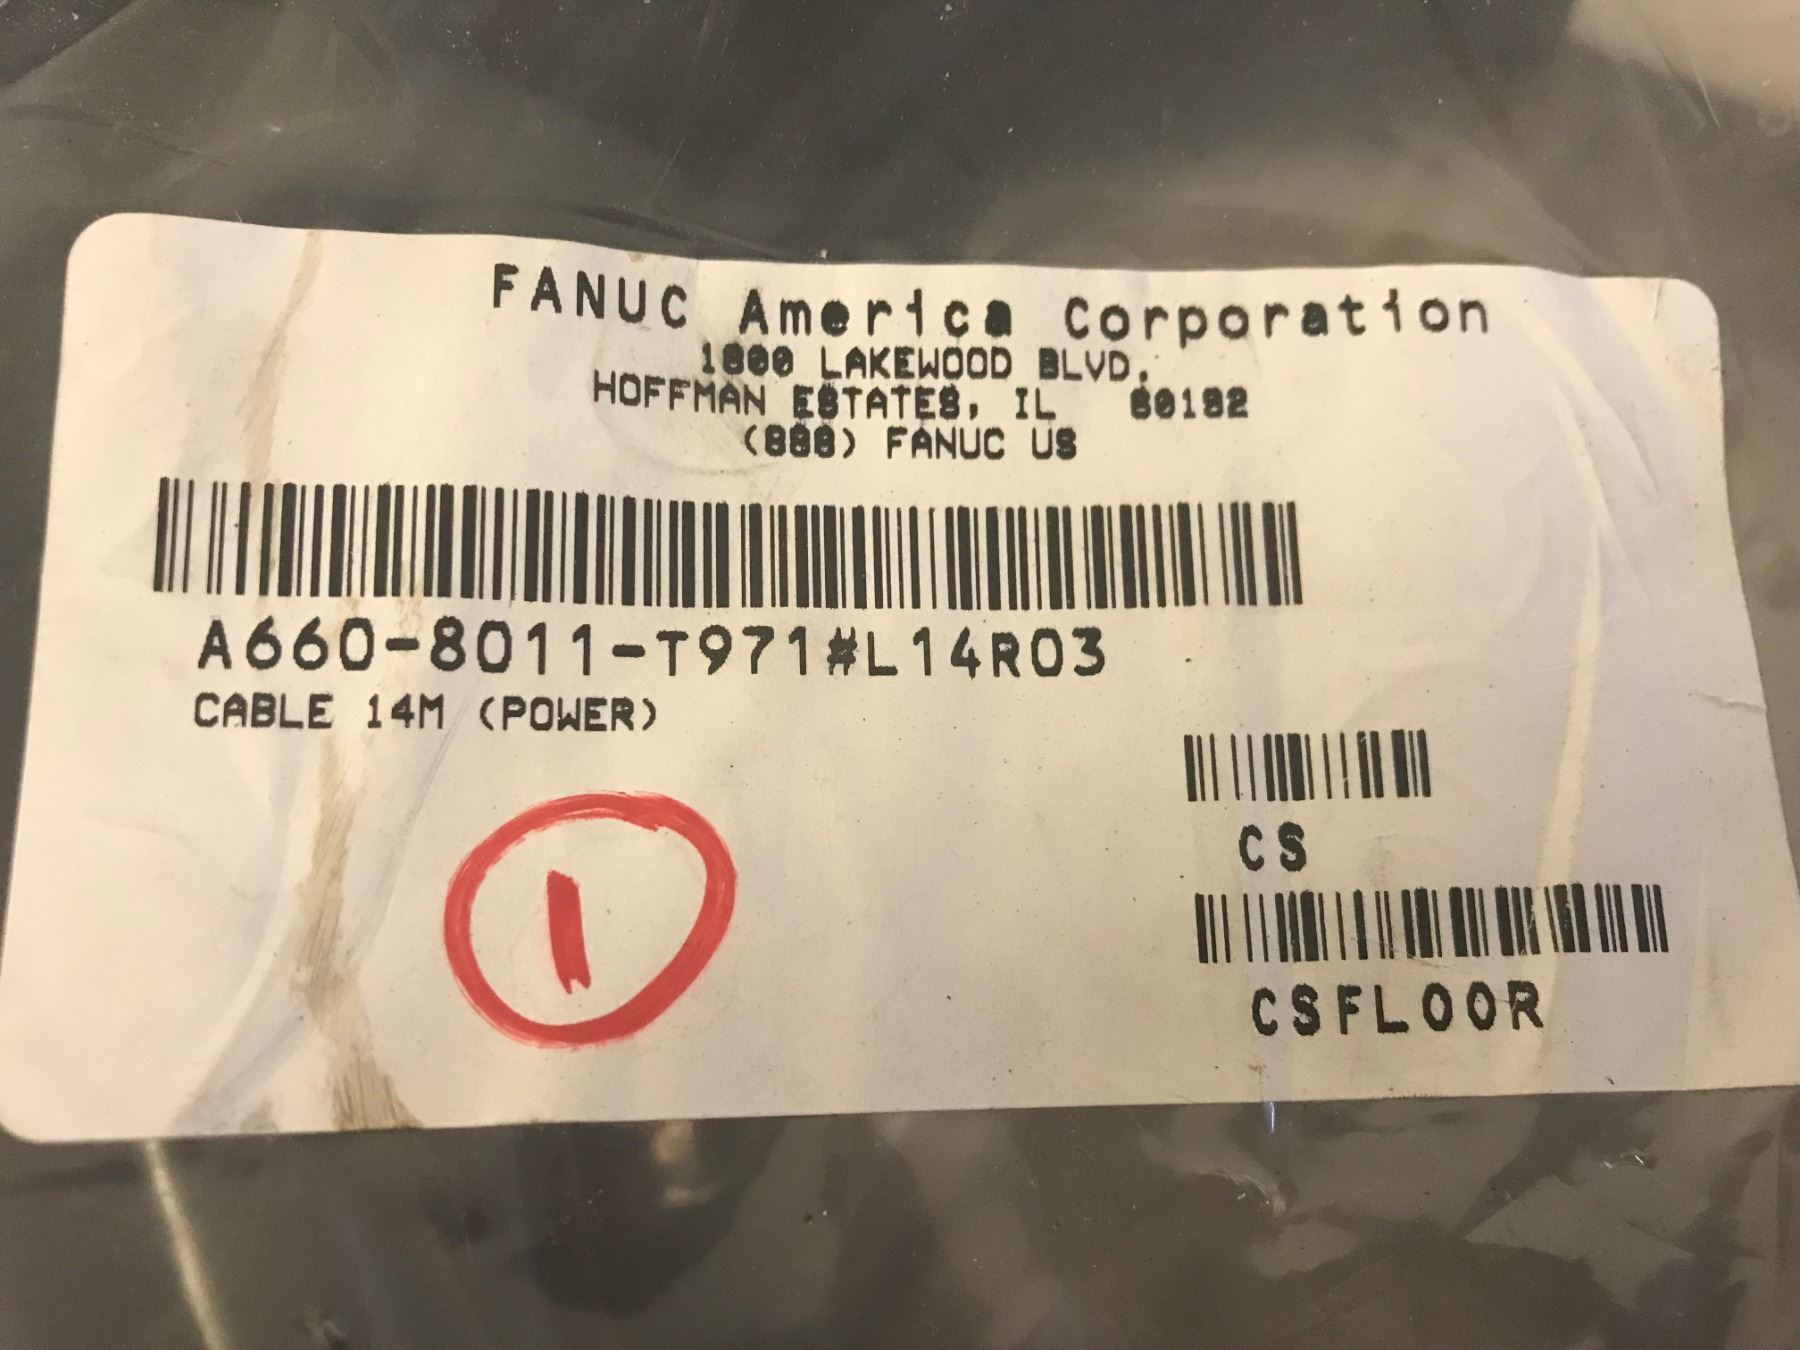 FANUC America Corporation
1800 LAKEWOOD BLVD.
HOFFMAN ESTATES, IL 60192
(888) FANUC US
A660-8011-T971#L14R03
CABLE 14M (POWER)
CS
1
CSFLOOR